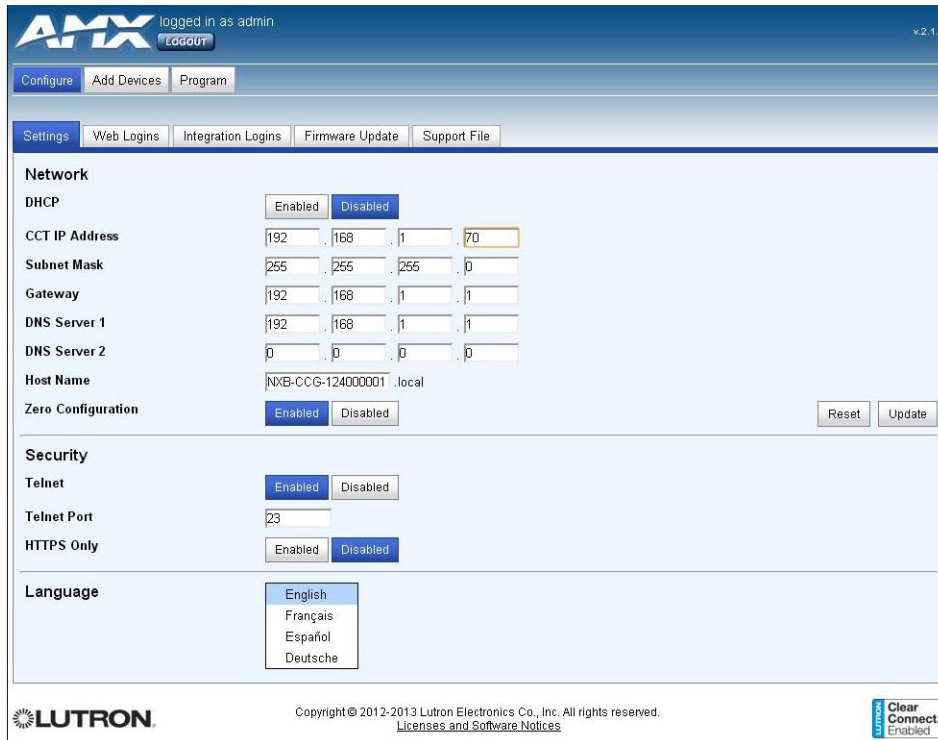 AMX logged in as admin
LOGOUT
v.2.1.
Configure Add Devices Program
Settings Web Logins Integration Logins Firmware Update Support File
Network
DHCP Enabled Disabled
CCT IP Address 192 . 168 . 1 . 70
Subnet Mask 255 . 255 . 255 . 0
Gateway 192 . 168 . 1 . 1
DNS Server 1 192 . 168 . 1 . 1
DNS Server 2 0 . 0 . 0 . 0
Host Name NXB-CCG-124000001 .local
Zero Configuration Enabled Disabled Reset Update
Security
Telnet Enabled Disabled
Telnet Port 23
HTTPS Only Enabled Disabled
Language English
Français
Español
Deutsche
LUTRON.
Copyright © 2012-2013 Lutron Electronics Co., Inc. All rights reserved.
Licenses and Software Notices
LUTRON
Clear
Connect
Enabled